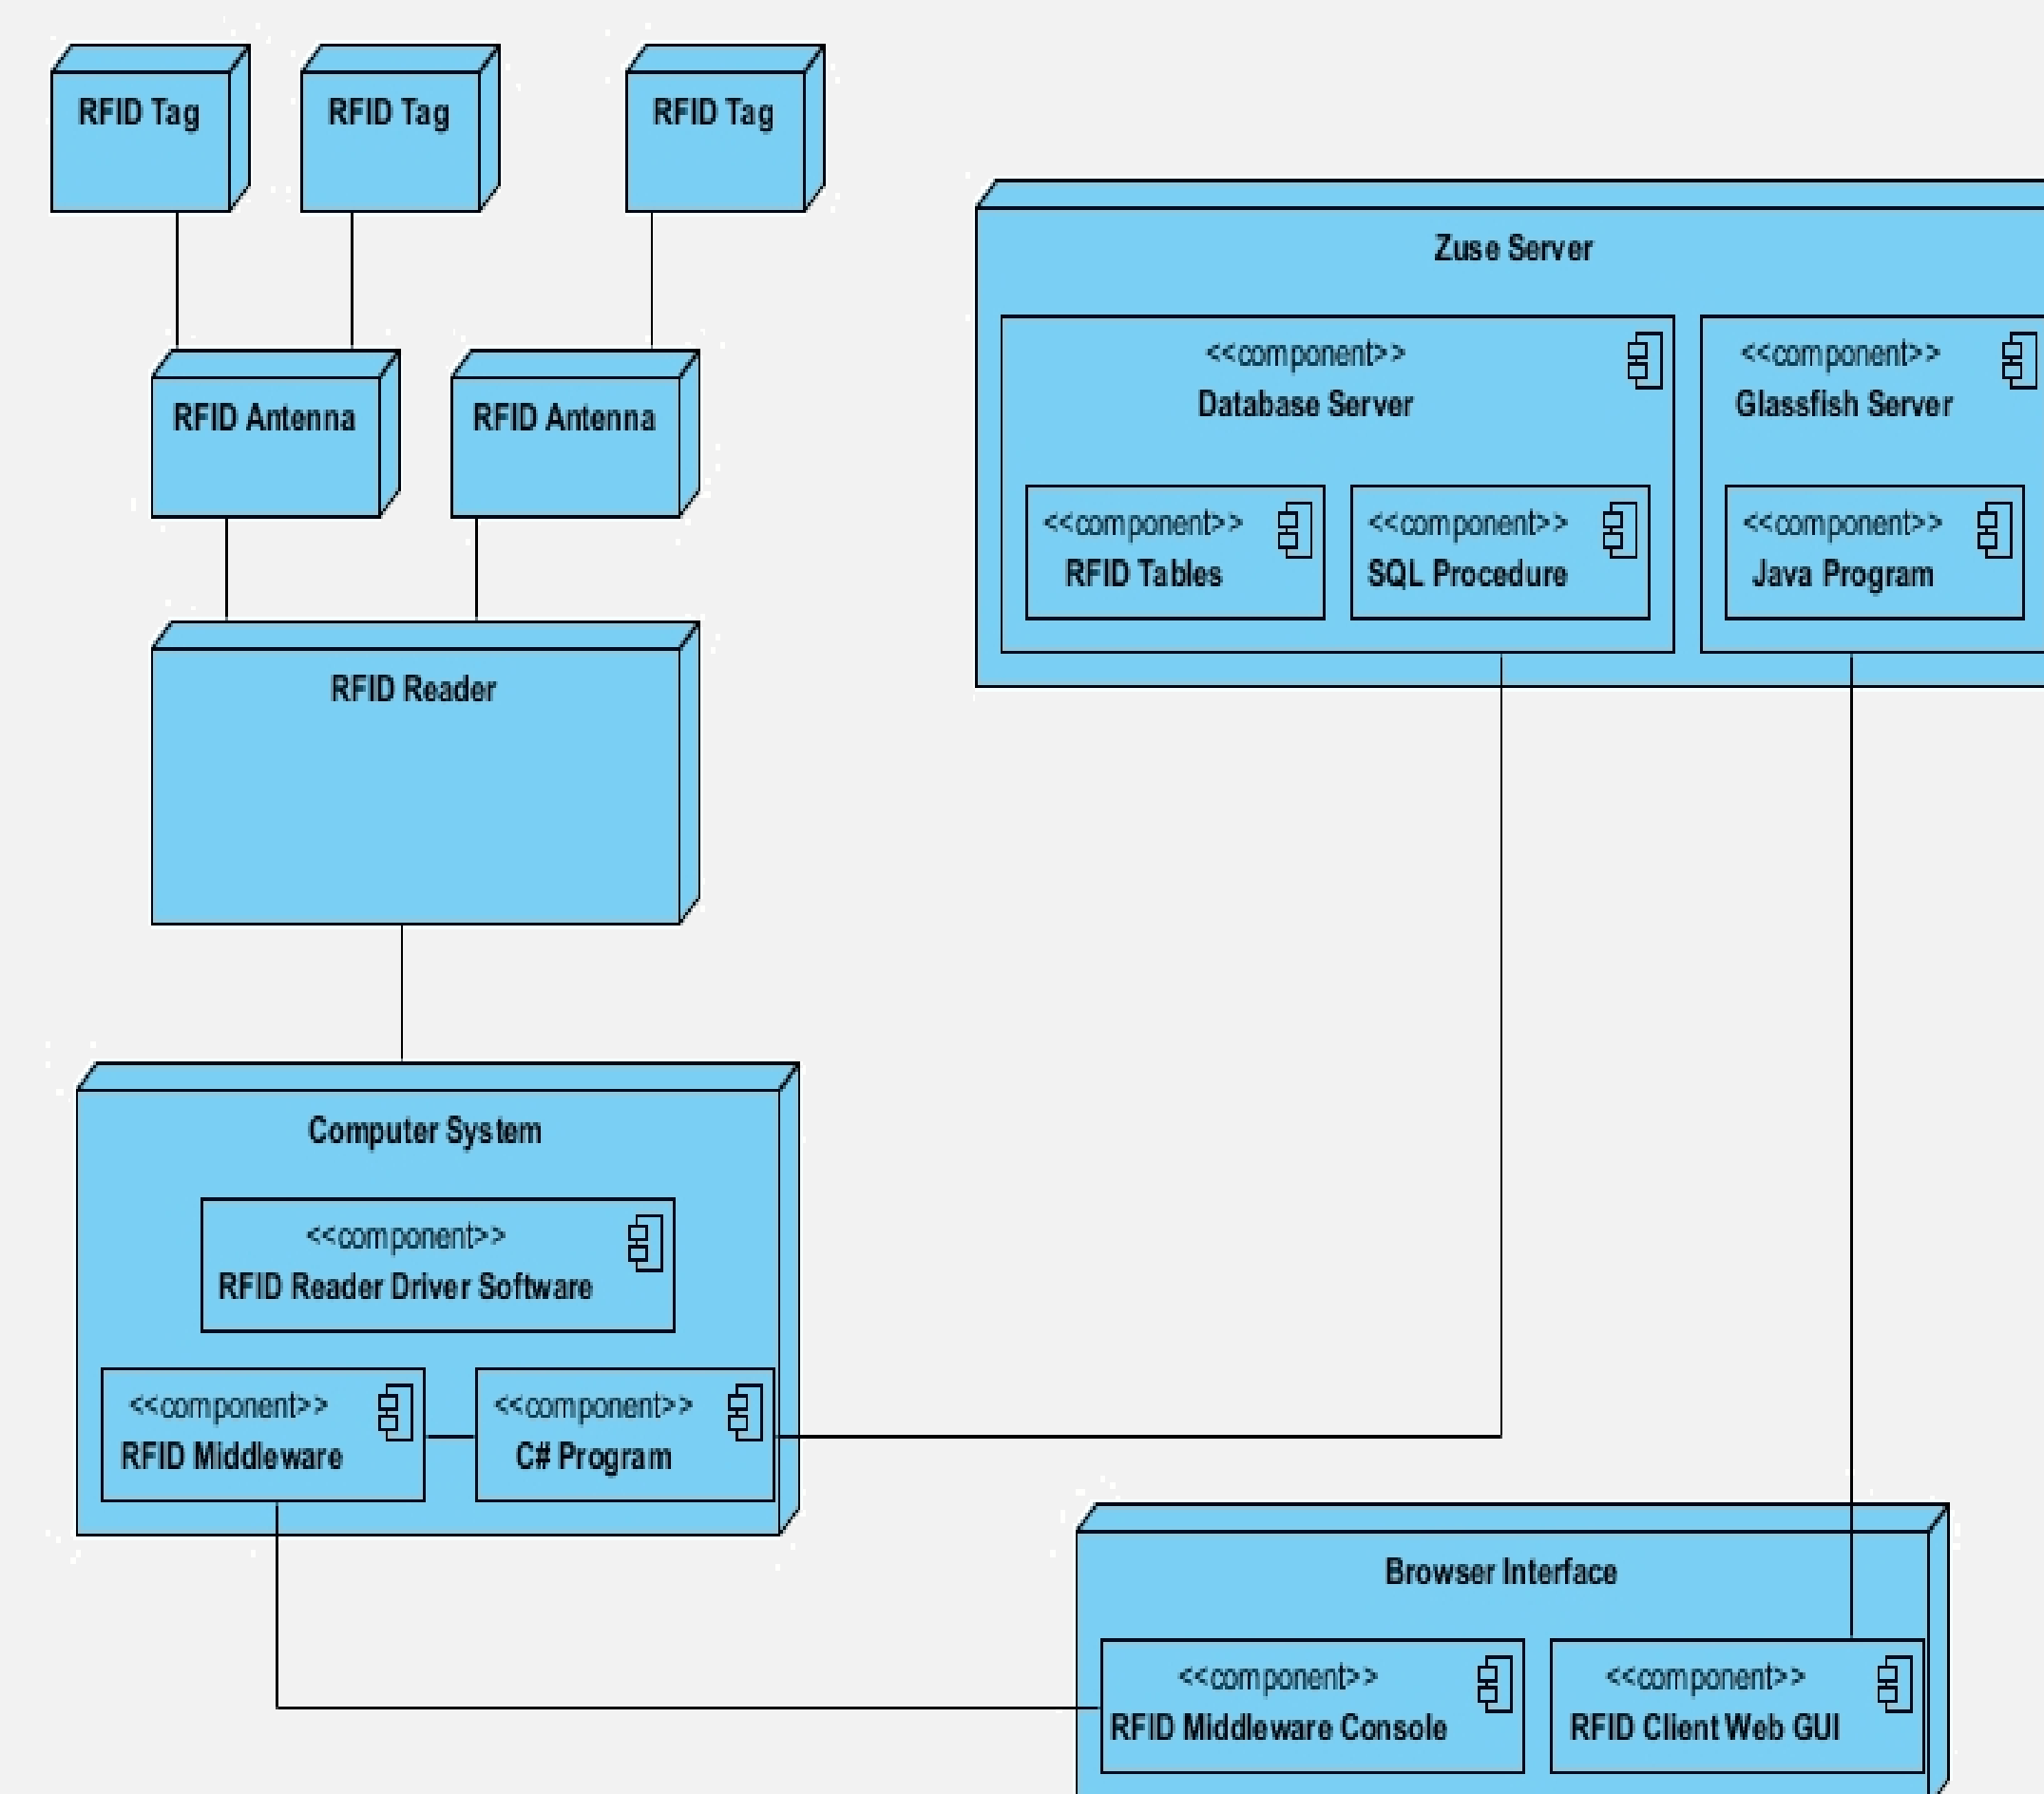 RFID Tag
RFID Tag
RFID Tag
RFID Antenna
RFID Antenna
RFID Reader
Zuse Server
<<component>>
Database Server
<<component>>
RFID Tables
<<component>>
SQL Procedure
<<component>>
Glassfish Server
<<component>>
Java Program
Computer System
<<component>>
RFID Reader Driver Software
<<component>>
RFID Middleware
<<component>>
C# Program
Browser Interface
<<component>>
RFID Middleware Console
<<component>>
RFID Client Web GUI